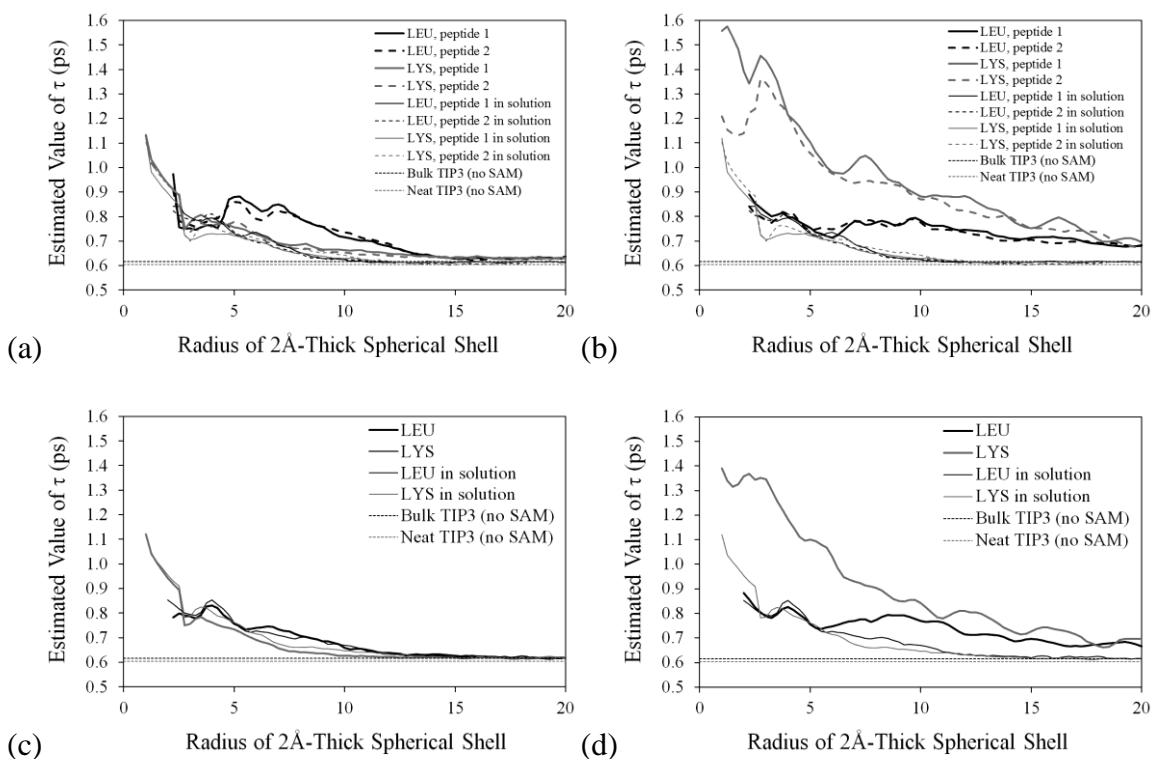 1.6
1.5
1.4
1.3
1.2
1.1
1.0
0.9
0.8
0.7
0.6
0.5
Estimated Value of τ (ps)
LEU, peptide 1
LEU, peptide 2
LYS, peptide 1
LYS, peptide 2
LEU, peptide 1 in solution
LEU, peptide 2 in solution
LYS, peptide 1 in solution
LYS, peptide 2 in solution
Bulk TIP3 (no SAM)
Neat TIP3 (no SAM)
0 5 10 15 20
Radius of 2Å-Thick Spherical Shell
(a)
1.6
1.5
1.4
1.3
1.2
1.1
1.0
0.9
0.8
0.7
0.6
0.5
Estimated Value of τ (ps)
LEU, peptide 1
LEU, peptide 2
LYS, peptide 1
LYS, peptide 2
LEU, peptide 1 in solution
LEU, peptide 2 in solution
LYS, peptide 1 in solution
LYS, peptide 2 in solution
Bulk TIP3 (no SAM)
Neat TIP3 (no SAM)
0 5 10 15 20
Radius of 2Å-Thick Spherical Shell
(b)
1.6
1.5
1.4
1.3
1.2
1.1
1.0
0.9
0.8
0.7
0.6
0.5
Estimated Value of τ (ps)
LEU
LYS
LEU in solution
LYS in solution
Bulk TIP3 (no SAM)
Neat TIP3 (no SAM)
0 5 10 15 20
Radius of 2Å-Thick Spherical Shell
(c)
1.6
1.5
1.4
1.3
1.2
1.1
1.0
0.9
0.8
0.7
0.6
0.5
Estimated Value of τ (ps)
LEU
LYS
LEU in solution
LYS in solution
Bulk TIP3 (no SAM)
Neat TIP3 (no SAM)
0 5 10 15 20
Radius of 2Å-Thick Spherical Shell
(d)